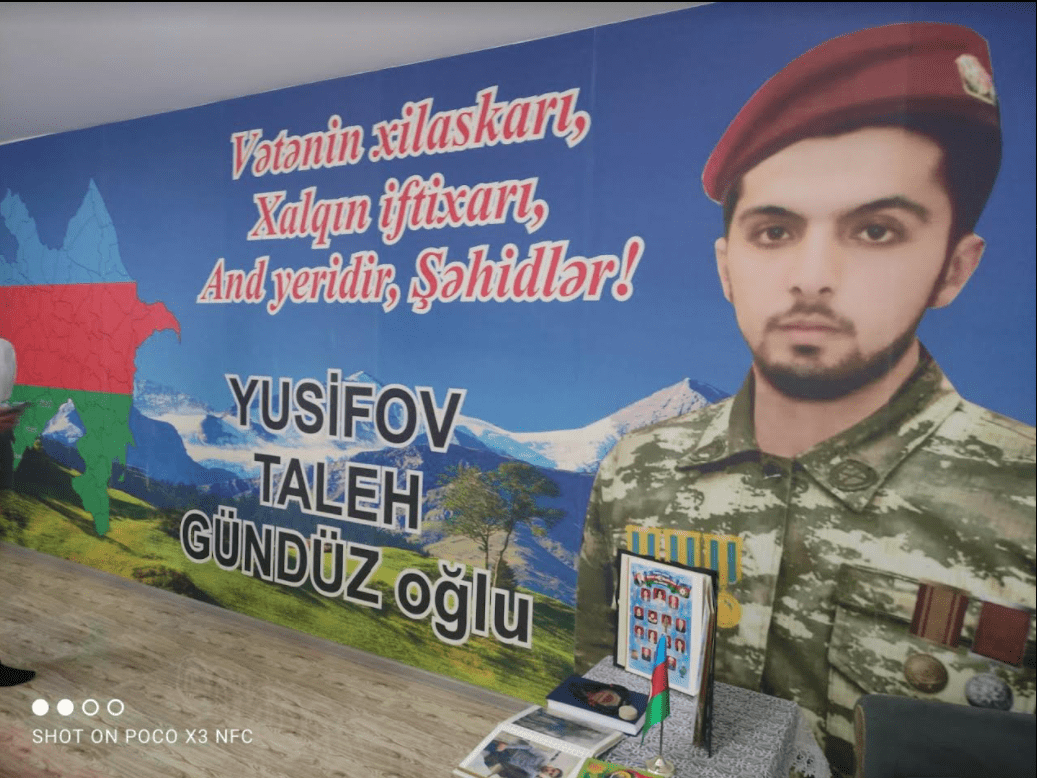 Vətənin xilaskarı,
Xalqın iftixarı,
And yeridir, Şəhidlər!
YUSİFOV
TALEH
GÜNDÜZ oğlu
SHOT ON POCO X3 NFC